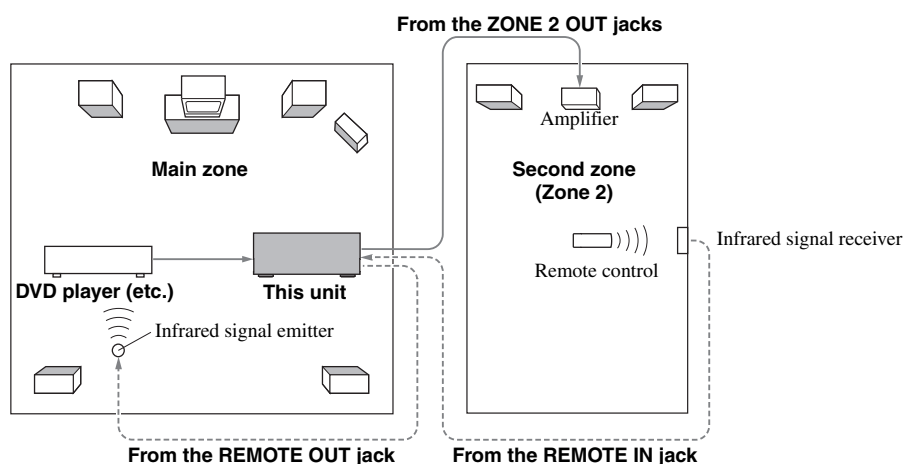 From the ZONE 2 OUT jacks
Amplifier
Main zone
Second zone
(Zone 2)
Infrared signal receiver
Remote control
DVD player (etc.)
This unit
Infrared signal emitter
From the REMOTE OUT jack
From the REMOTE IN jack